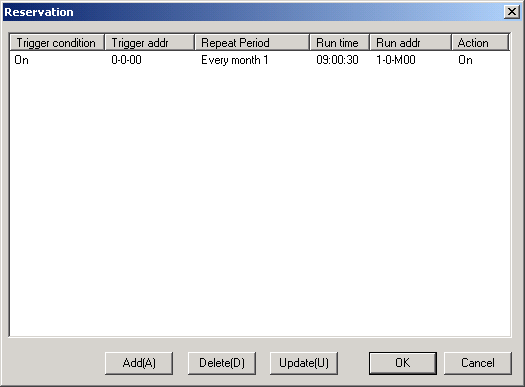 Reservation
Trigger condition Trigger addr Repeat Period Run time Run addr Action
On 0-0-00 Every month 1 09:00:30 1-0-M00 On
Add(A) Delete(D) Update(U) OK Cancel